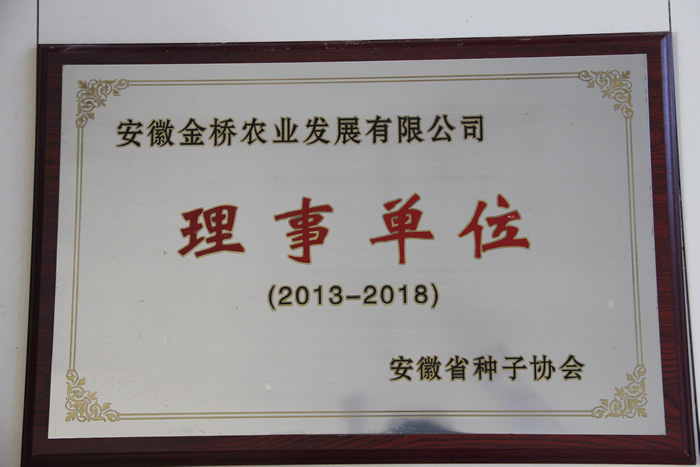 安徽金桥农业发展有限公司
理事单位
(2013-2018)
安徽省种子协会